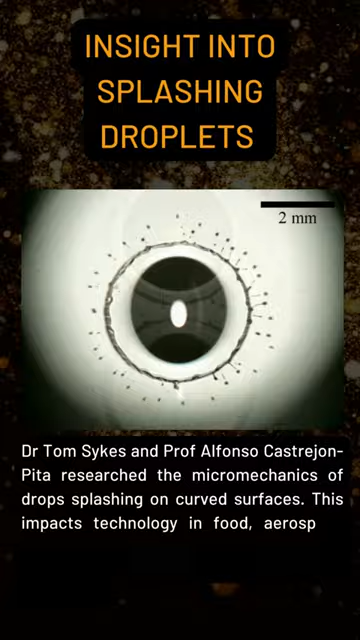 INSIGHT INTO
SPLASHING
DROPLETS
2 mm
Dr Tom Sykes and Prof Alfonso Castrejon-
Pita researched the micromechanics of
drops splashing on curved surfaces. This
impacts technology in food, aerosp